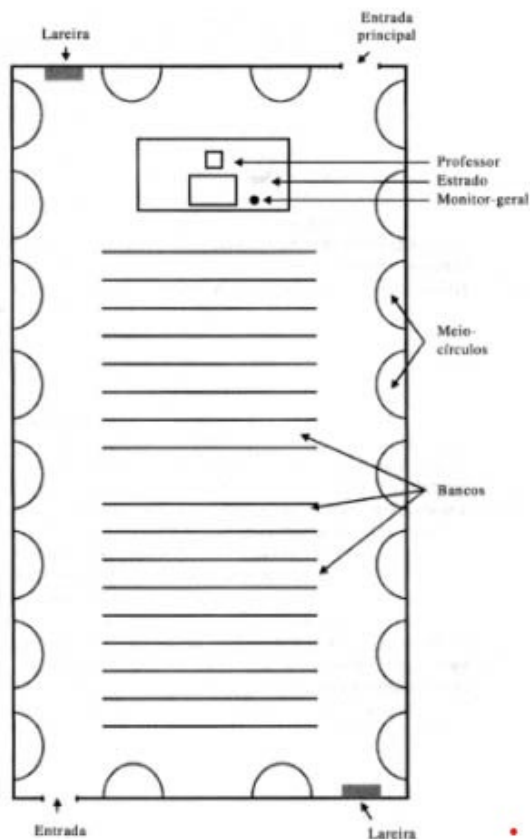 Entrada
principal
Lareira
Professor
Estrado
Monitor-geral
Meio-
círculos
Bancos
Entrada
Lareira